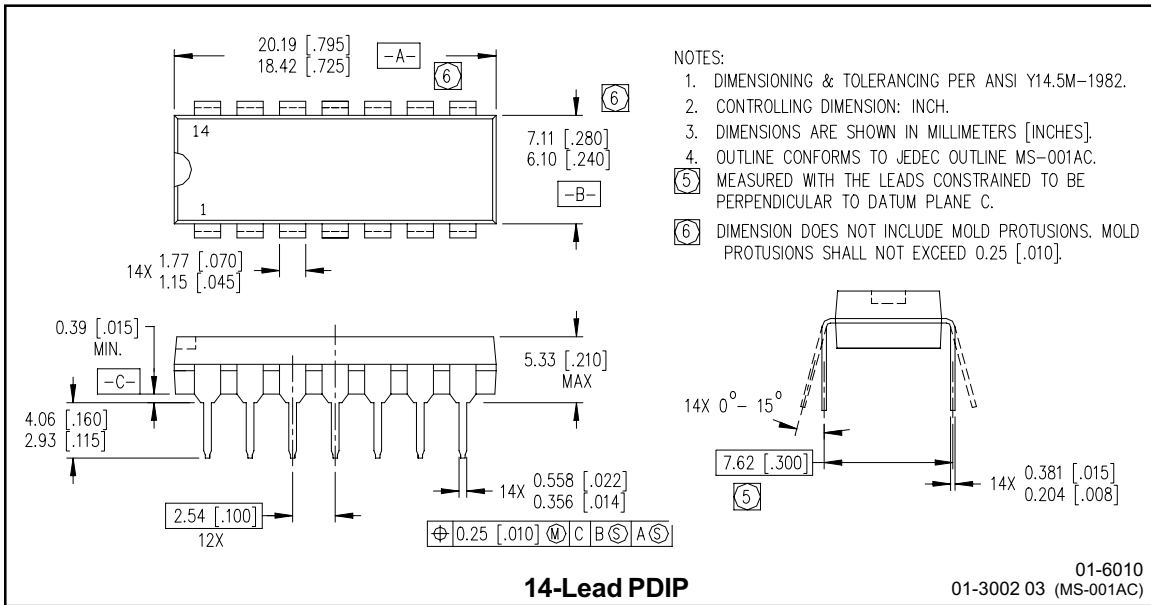 20.19 [.795]
18.42 [.725]
-A-
6
6
14
1
7.11 [.280]
6.10 [.240]
-B-
14X 1.77 [.070]
1.15 [.045]
NOTES:
1. DIMENSIONING & TOLERANCING PER ANSI Y14.5M-1982.
2. CONTROLLING DIMENSION: INCH.
3. DIMENSIONS ARE SHOWN IN MILLIMETERS [INCHES].
4. OUTLINE CONFORMS TO JEDEC OUTLINE MS-001AC.
5 MEASURED WITH THE LEADS CONSTRAINED TO BE
PERPENDICULAR TO DATUM PLANE C.
6 DIMENSION DOES NOT INCLUDE MOLD PROTUSIONS. MOLD
PROTUSIONS SHALL NOT EXCEED 0.25 [.010].
0.39 [.015]
MIN.
-C-
4.06 [.160]
2.93 [.115]
5.33 [.210]
MAX
2.54 [.100]
12X
14X 0.558 [.022]
0.356 [.014]
⌖ 0.25 [.010] Ⓜ C B Ⓢ A Ⓢ
14X 0°- 15°
7.62 [.300]
5
14X 0.381 [.015]
0.204 [.008]
14-Lead PDIP
01-6010
01-3002 03 (MS-001AC)